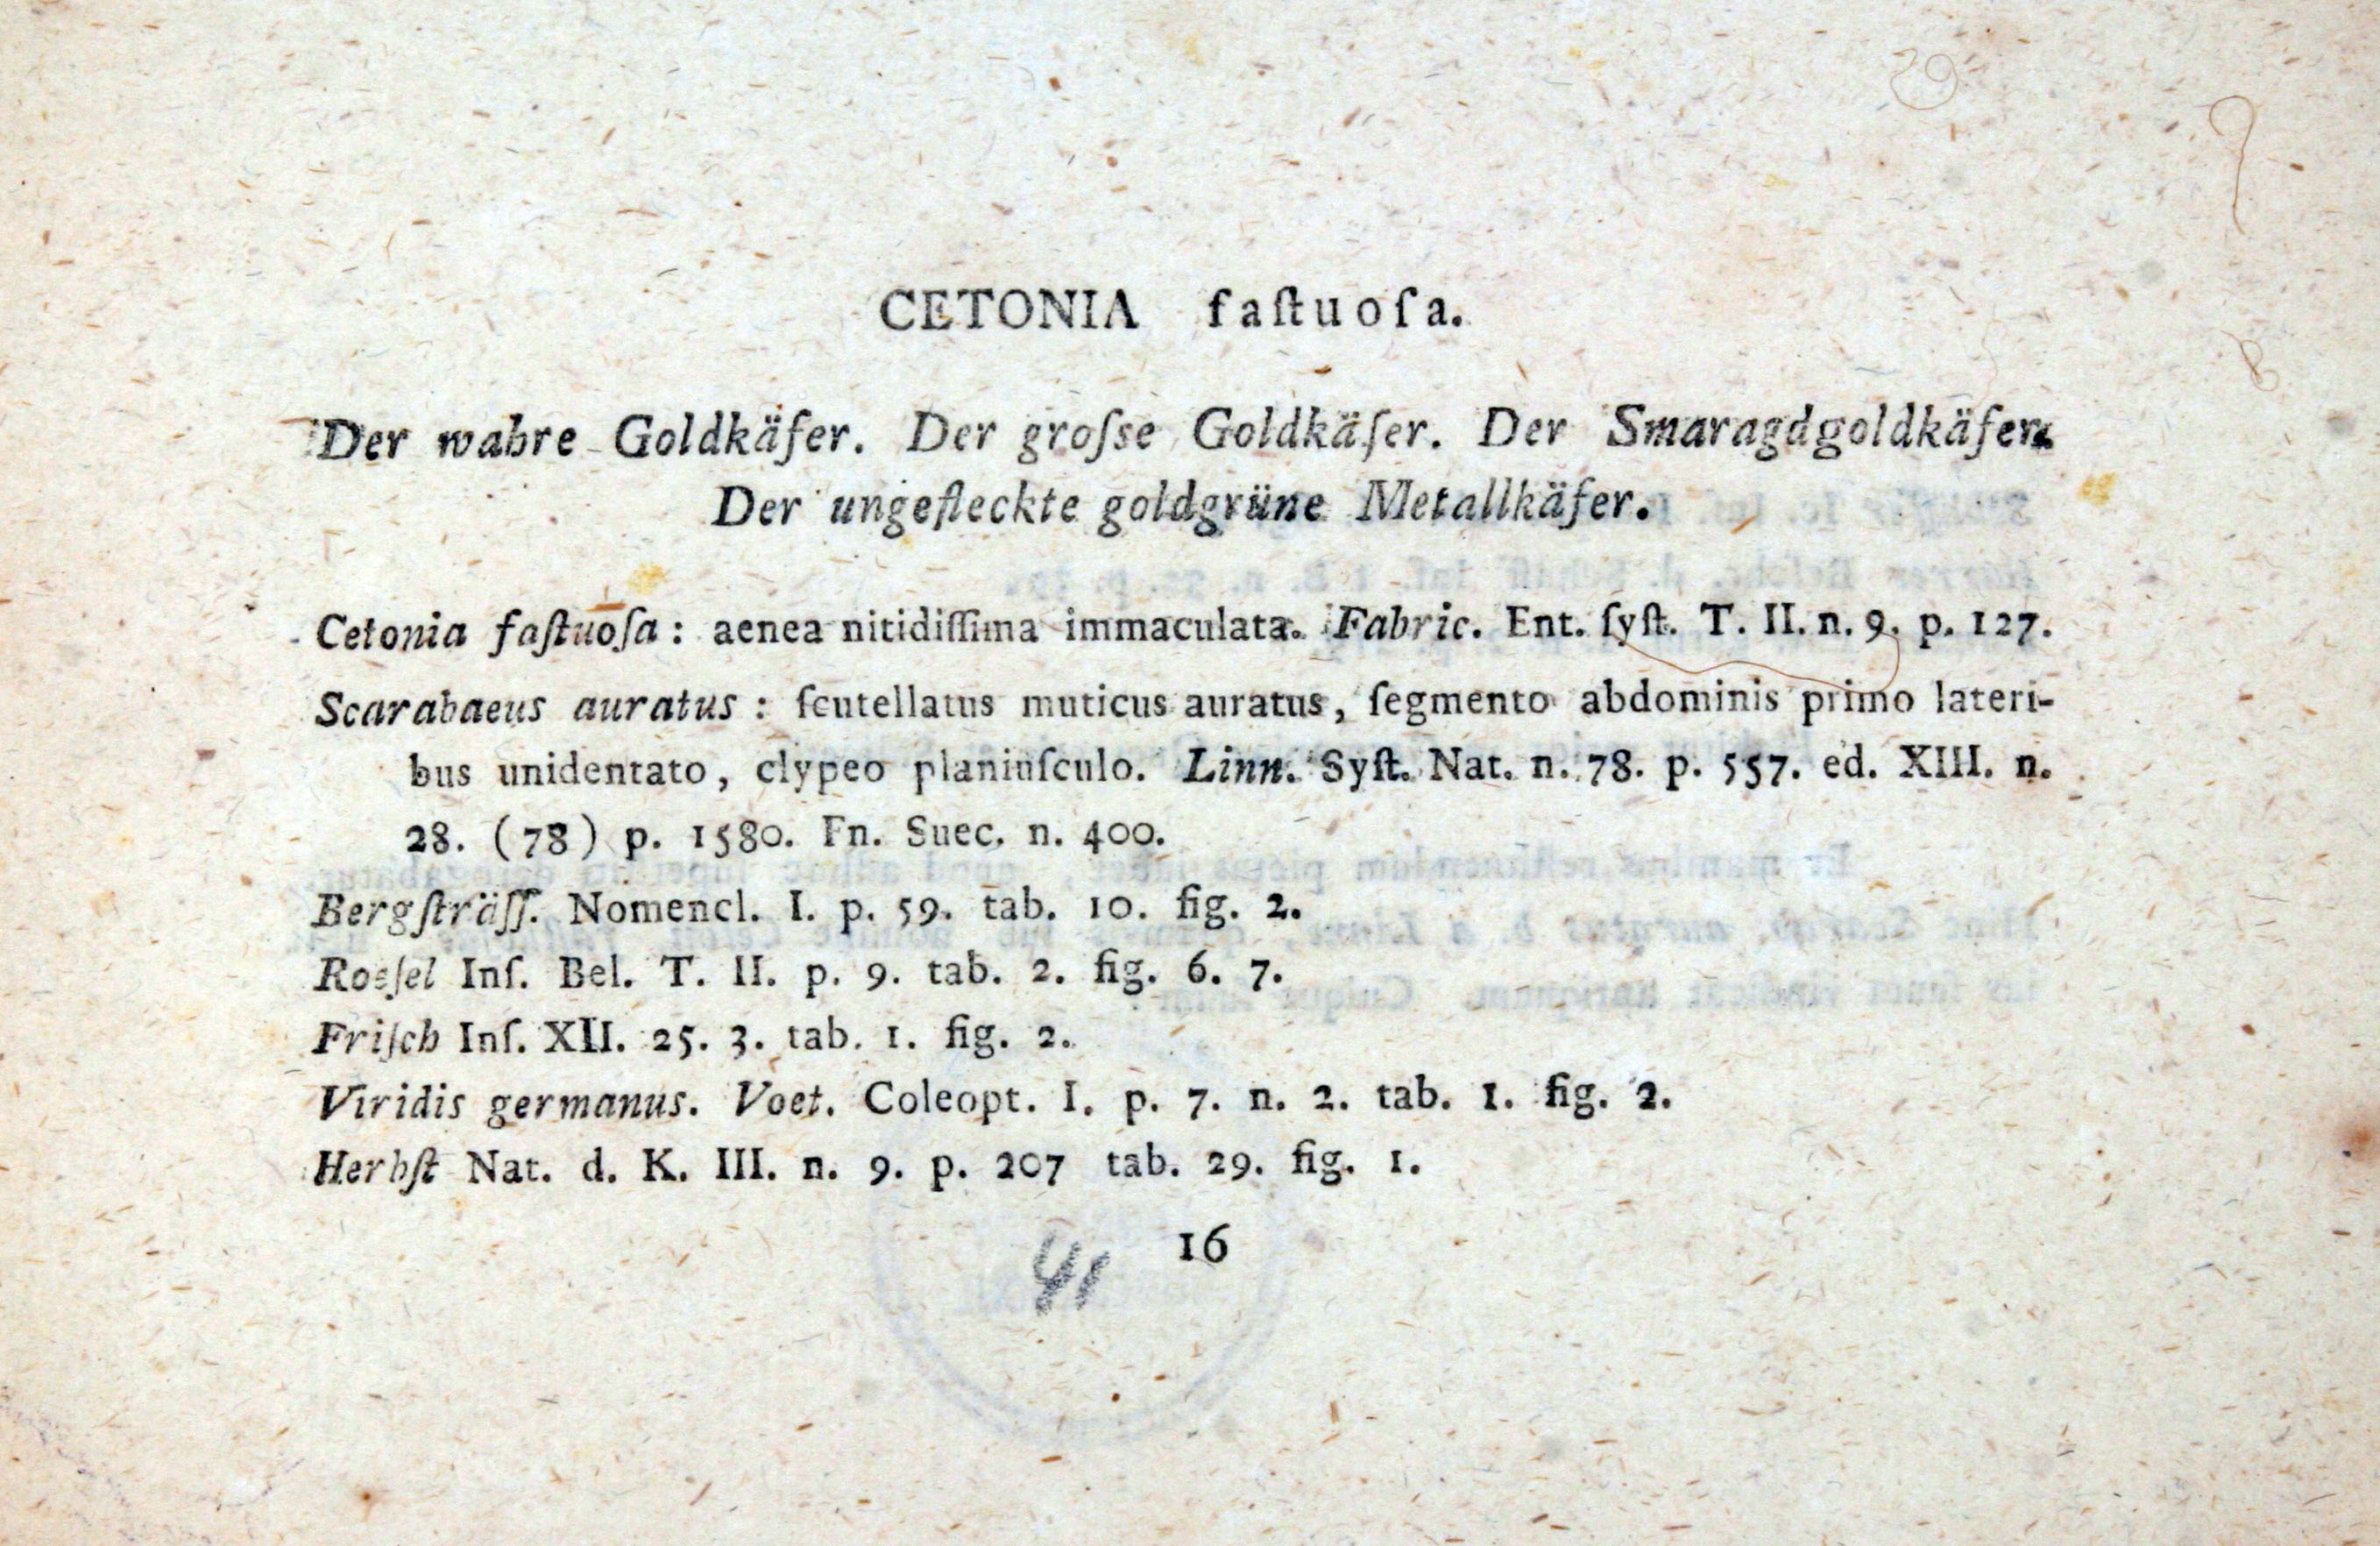 CETONIA faſtuoſa.
Der wahre Goldkäfer. Der groſse Goldkäfer. Der Smaragdgoldkäfer.
Der ungefleckte goldgrüne Metallkäfer.
Cetonia faſtuoſa: aenea nitidiſſima immaculata. Fabric. Ent. ſyſt. T. II. n. 9. p. 127.
Scarabaeus auratus: ſcutellatus muticus auratus, ſegmento abdominis primo lateri-
bus unidentato, clypeo planiuſculo. Linn. Syſt. Nat. n. 78. p. 557. ed. XIII. n.
28. (78) p. 1580. Fn. Suec. n. 400.
Bergſträſſ. Nomencl. I. p. 59. tab. 10. fig. 2.
Roeſel Inſ. Bel. T. II. p. 9. tab. 2. fig. 6. 7.
Friſch Inſ. XII. 25. 3. tab. 1. fig. 2.
Viridis germanus. Voet. Coleopt. I. p. 7. n. 2. tab. 1. fig. 2.
Herbſt Nat. d. K. III. n. 9. p. 207 tab. 29. fig. 1.
16
41